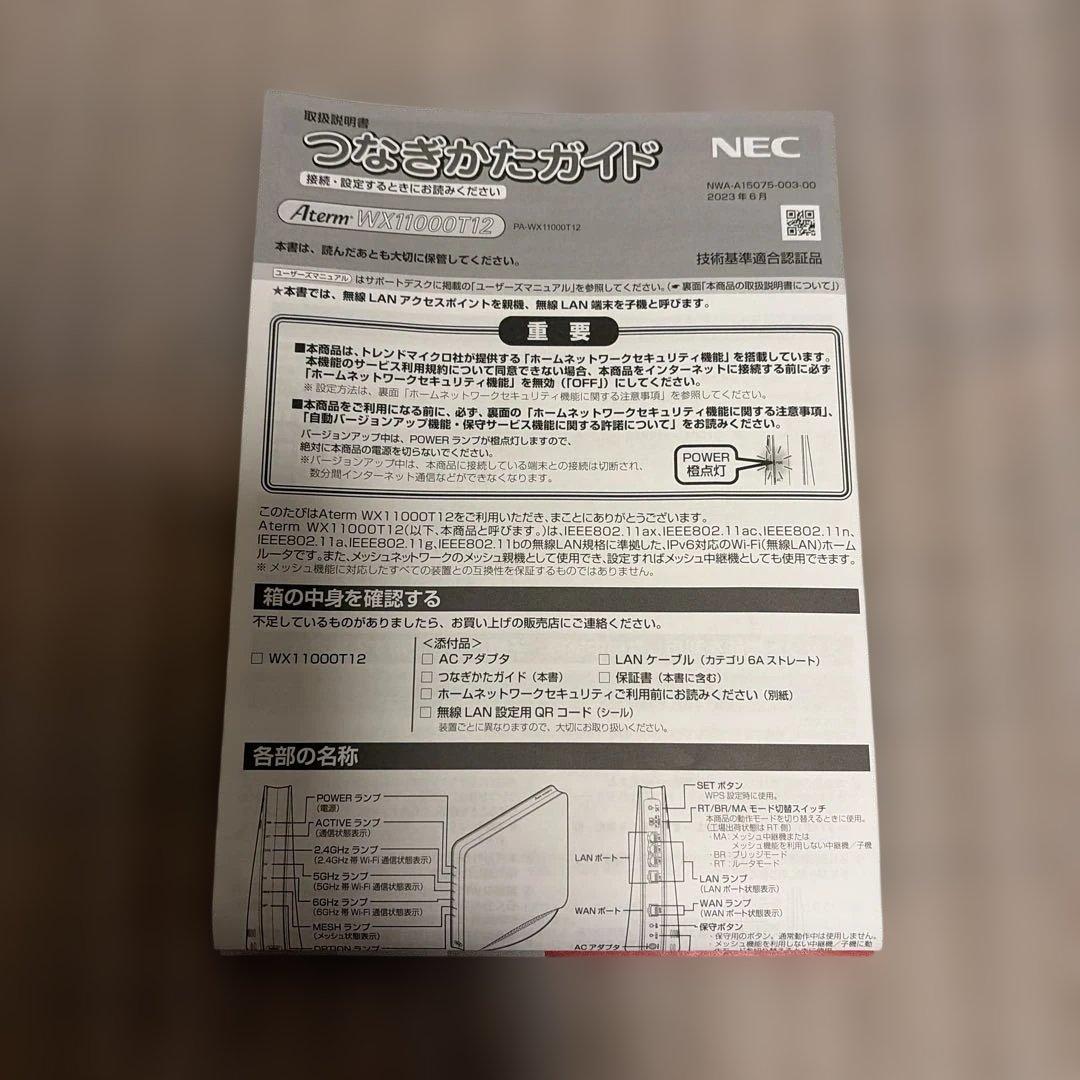 取扱説明書
つなぎかたガイド
接続・設定するときにお読みください
NEC
NWA-A15075-003-00
2023年6月
Aterm WX11000T12
PA-WX11000T12
本書は、読んだあとも大切に保管してください。
技術基準適合認証品
ユーザーズマニュアル はサポートデスクに掲載の「ユーザーズマニュアル」を参照してください。(☛ 裏面「本商品の取扱説明書について」)
★本書では、無線LANアクセスポイントを親機、無線LAN端末を子機と呼びます。
重要
■本商品は、トレンドマイクロ社が提供する「ホームネットワークセキュリティ機能」を搭載しています。
本機能のサービス利用規約について同意できない場合、本商品をインターネットに接続する前に必ず
「ホームネットワークセキュリティ機能」を無効(「OFF」)にしてください。
※ 設定方法は、裏面「ホームネットワークセキュリティ機能に関する注意事項」を参照してください。
■本商品をご利用になる前に、必ず、裏面の「ホームネットワークセキュリティ機能に関する注意事項」、
「自動バージョンアップ機能・保守サービス機能に関する許諾について」をお読みください。
バージョンアップ中は、POWERランプが橙点灯しますので、
絶対に本商品の電源を切らないでください。
※バージョンアップ中は、本商品に接続している端末との接続は切断され、
数分間インターネット通信などができなくなります。
POWER
橙点灯
このたびはAterm WX11000T12をご利用いただき、まことにありがとうございます。
Aterm WX11000T12(以下、本商品と呼びます。)は、IEEE802.11ax、IEEE802.11ac、IEEE802.11n、
IEEE802.11a、IEEE802.11g、IEEE802.11bの無線LAN規格に準拠した、IPv6対応のWi-Fi(無線LAN)ホーム
ルータです。また、メッシュネットワークのメッシュ親機として使用でき、設定すればメッシュ中継機としても使用できます。
※ メッシュ機能に対応したすべての装置との互換性を保証するものではありません。
箱の中身を確認する
不足しているものがありましたら、お買い上げの販売店にご連絡ください。
□ WX11000T12
<添付品>
□ ACアダプタ
□ LANケーブル(カテゴリ6Aストレート)
□ つなぎかたガイド(本書)
□ 保証書(本書に含む)
□ ホームネットワークセキュリティご利用前にお読みください(別紙)
□ 無線LAN設定用QRコード(シール)
装置ごとに異なりますので、大切にお取り扱いください。
各部の名称
POWERランプ
(電源)
ACTIVEランプ
(通信状態表示)
2.4GHzランプ
(2.4GHz帯Wi-Fi通信状態表示)
5GHzランプ
(5GHz帯Wi-Fi通信状態表示)
6GHzランプ
(6GHz帯Wi-Fi通信状態表示)
MESHランプ
(メッシュ状態表示)
OPTIONランプ
LANポート
WANポート
ACアダプタ
SETボタン
WPS設定時に使用。
RT/BR/MAモード切替スイッチ
本商品の動作モードを切り替えるときに使用。
(工場出荷状態はRT側)
・MA:メッシュ中継機または
メッシュ機能を利用しない中継機/子機
・BR:ブリッジモード
・RT:ルータモード
LANランプ
(LANポート状態表示)
WANランプ
(WANポート状態表示)
保守ボタン
・保守用のボタン。通常動作中は使用しません。
・メッシュ機能を利用しない中継機/子機に動